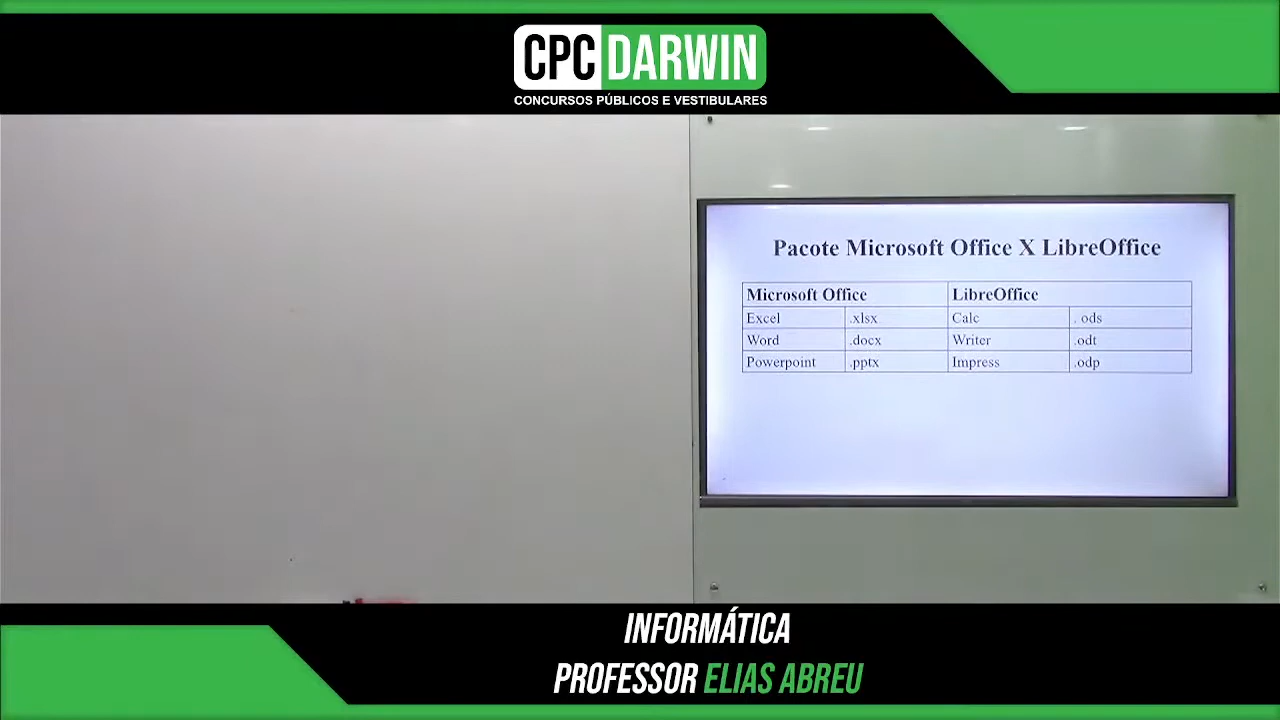 CPC DARWIN
CONCURSOS PÚBLICOS E VESTIBULARES
Pacote Microsoft Office X LibreOffice
Microsoft Office LibreOffice
Excel .xlsx Calc . ods
Word .docx Writer .odt
Powerpoint .pptx Impress .odp
INFORMÁTICA
PROFESSOR ELIAS ABREU